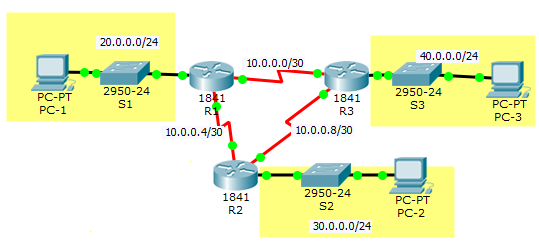 20.0.0.0/24
PC-PT
PC-1
2950-24
S1
1841
R1
10.0.0.0/30
1841
R3
40.0.0.0/24
2950-24
S3
PC-PT
PC-3
10.0.0.4/30
10.0.0.8/30
1841
R2
2950-24
S2
PC-PT
PC-2
30.0.0.0/24